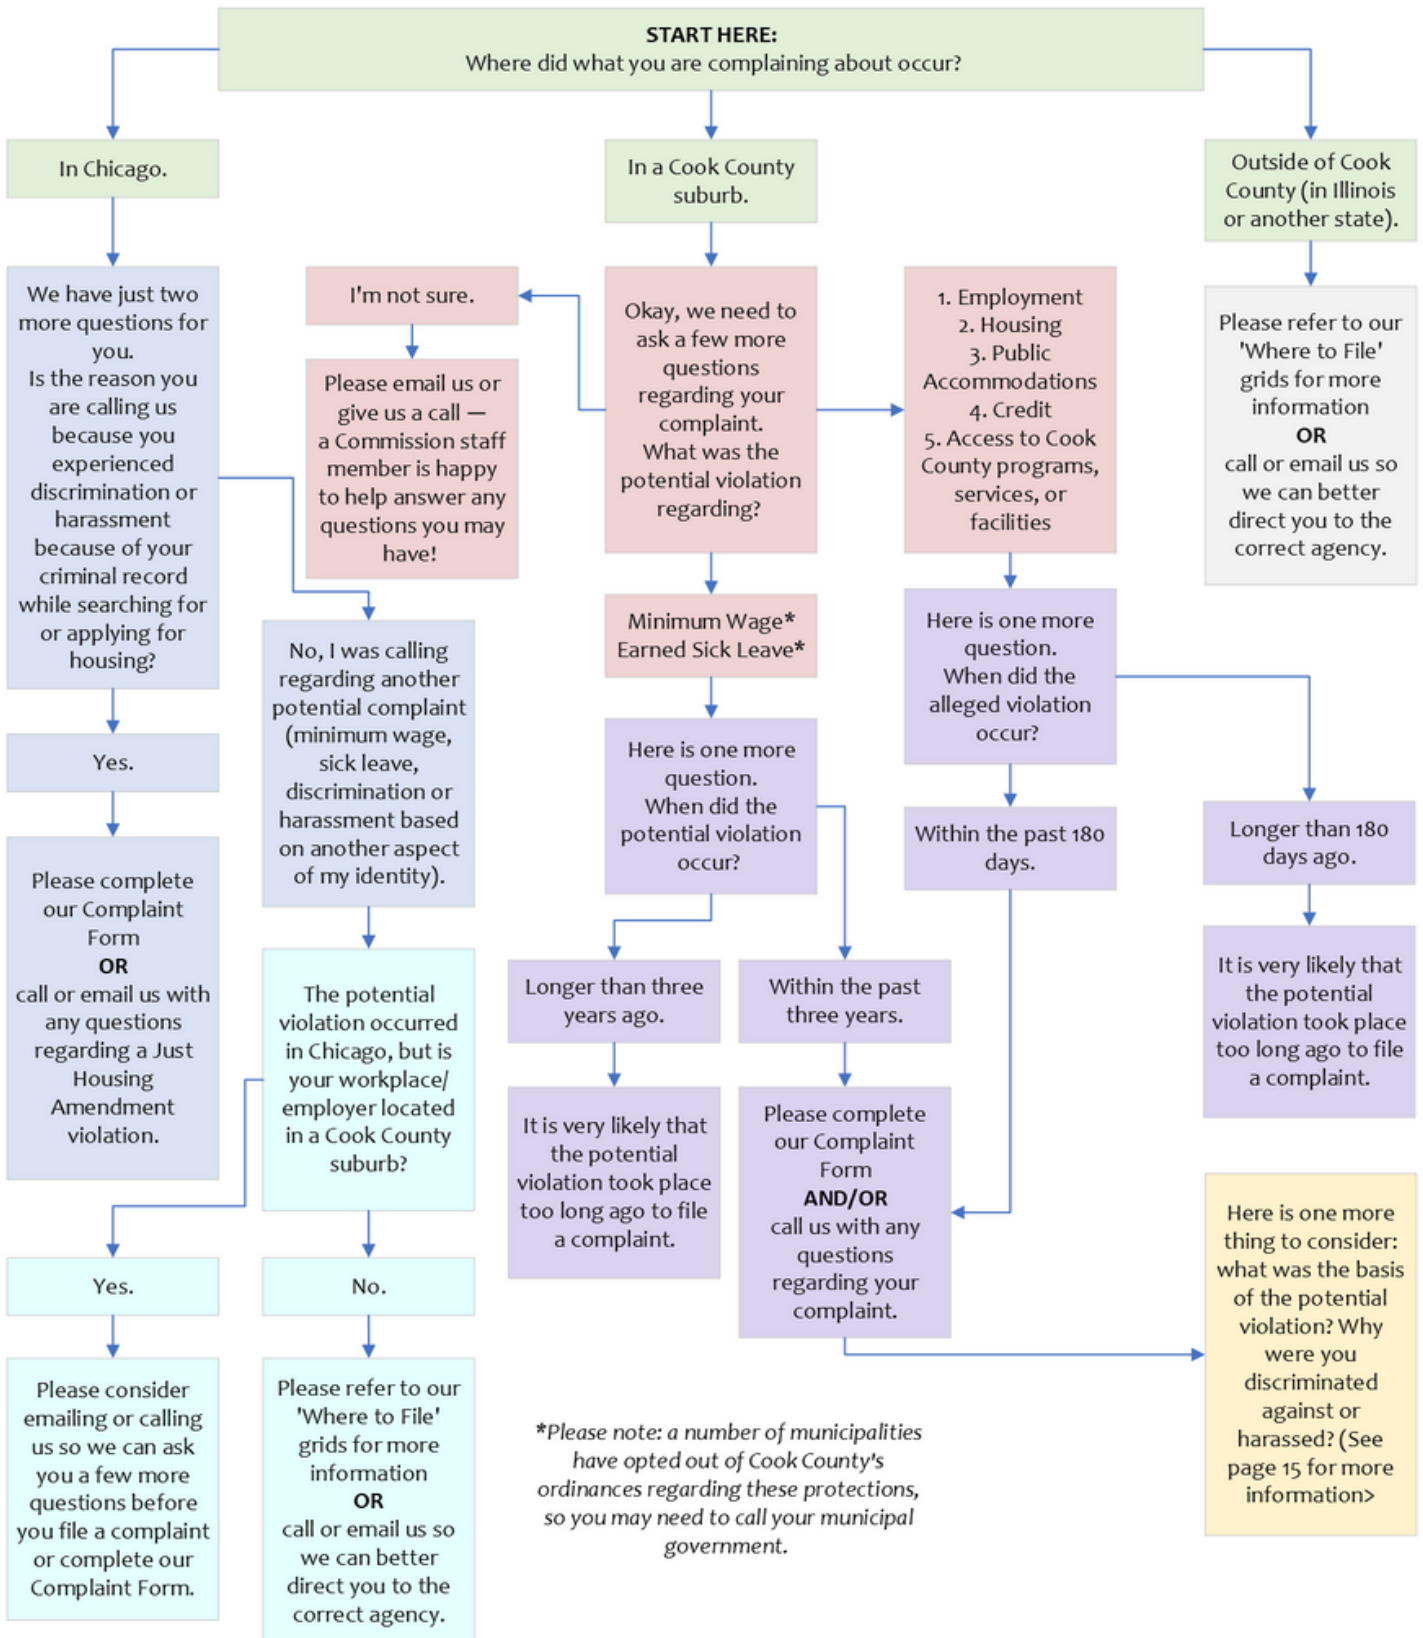 START HERE:
Where did what you are complaining about occur?
In Chicago.
In a Cook County
suburb.
Outside of Cook
County (in Illinois
or another state).
We have just two
more questions for
you.
Is the reason you
are calling us
because you
experienced
discrimination or
harassment
because of your
criminal record
while searching for
or applying for
housing?
I'm not sure.
Please email us or
give us a call —
a Commission staff
member is happy
to help answer any
questions you may
have!
Okay, we need to
ask a few more
questions
regarding your
complaint.
What was the
potential violation
regarding?
1. Employment
2. Housing
3. Public
Accommodations
4. Credit
5. Access to Cook
County programs,
services, or
facilities
Please refer to our
'Where to File'
grids for more
information
OR
call or email us so
we can better
direct you to the
correct agency.
No, I was calling
regarding another
potential complaint
(minimum wage,
sick leave,
discrimination or
harassment based
on another aspect
of my identity).
Minimum Wage*
Earned Sick Leave*
Here is one more
question.
When did the
alleged violation
occur?
Yes.
Here is one more
question.
When did the
potential violation
occur?
Within the past 180
days.
Longer than 180
days ago.
Please complete
our Complaint
Form
OR
call or email us with
any questions
regarding a Just
Housing
Amendment
violation.
The potential
violation occurred
in Chicago, but is
your workplace/
employer located
in a Cook County
suburb?
Longer than three
years ago.
Within the past
three years.
It is very likely that
the potential
violation took place
too long ago to file
a complaint.
It is very likely that
the potential
violation took place
too long ago to file
a complaint.
Please complete
our Complaint
Form
AND/OR
call us with any
questions
regarding your
complaint.
Here is one more
thing to consider:
what was the basis
of the potential
violation? Why
were you
discriminated
against or
harassed? (See
page 15 for more
information>
Yes.
No.
Please consider
emailing or calling
us so we can ask
you a few more
questions before
you file a complaint
or complete our
Complaint Form.
Please refer to our
'Where to File'
grids for more
information
OR
call or email us so
we can better
direct you to the
correct agency.
*Please note: a number of municipalities
have opted out of Cook County's
ordinances regarding these protections,
so you may need to call your municipal
government.